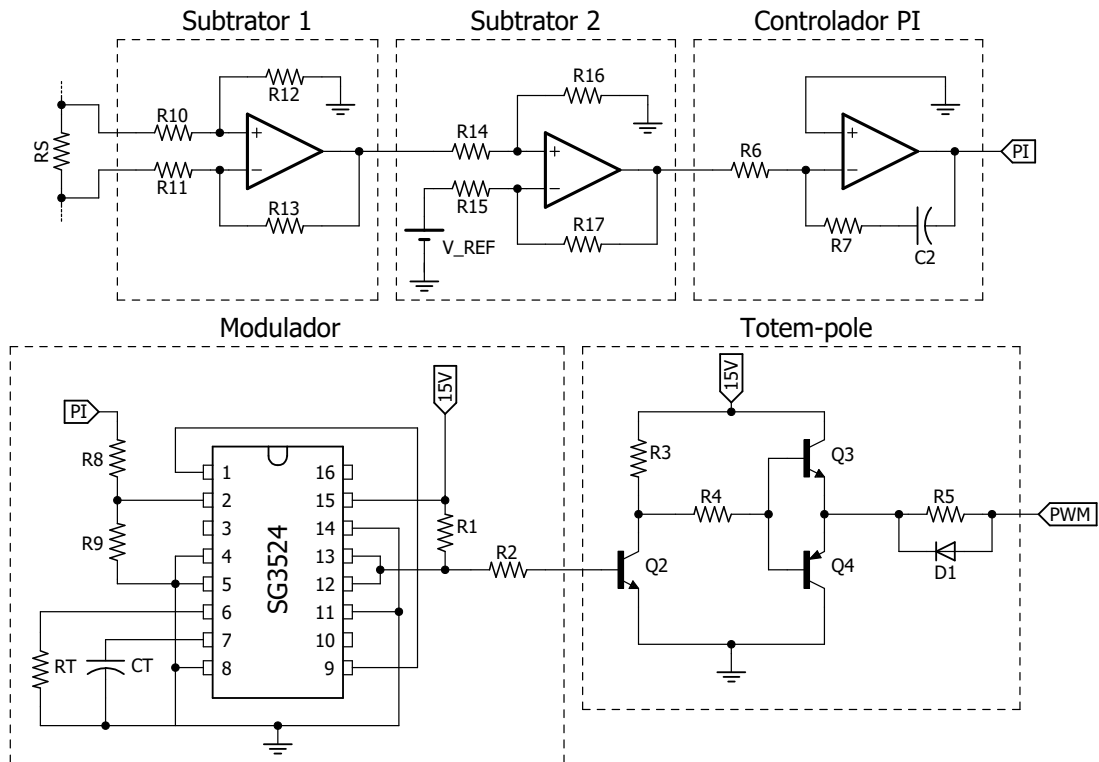 Subtrator 1
Subtrator 2
Controlador PI
R12
R10
RS
R11
R13
R16
R14
R15
R17
V_REF
R6
R7
C2
PI
Modulador
Totem-pole
PI
15V
R8
R9
RT
CT
SG3524
1
2
3
4
5
6
7
8
16
15
14
13
12
11
10
9
R1
R2
15V
R3
R4
Q2
Q3
Q4
R5
D1
PWM